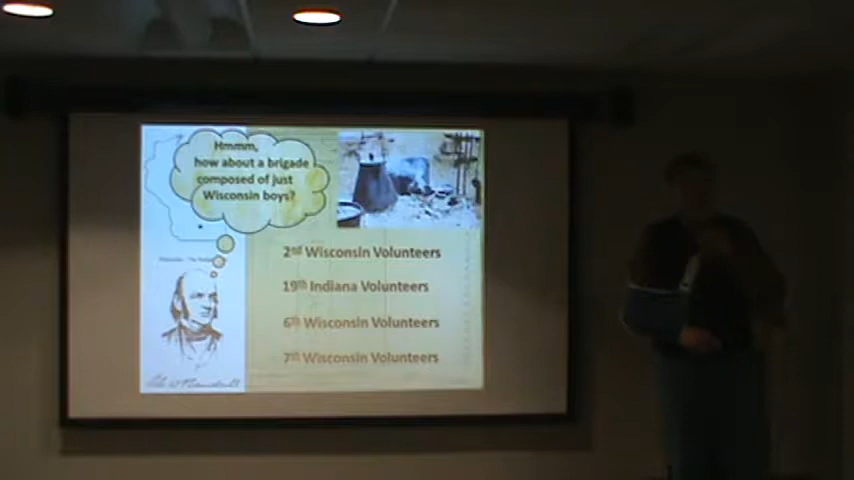 Hmmm,
how about a brigade
composed of just
Wisconsin boys?
2nd Wisconsin Volunteers
19th Indiana Volunteers
6th Wisconsin Volunteers
7th Wisconsin Volunteers